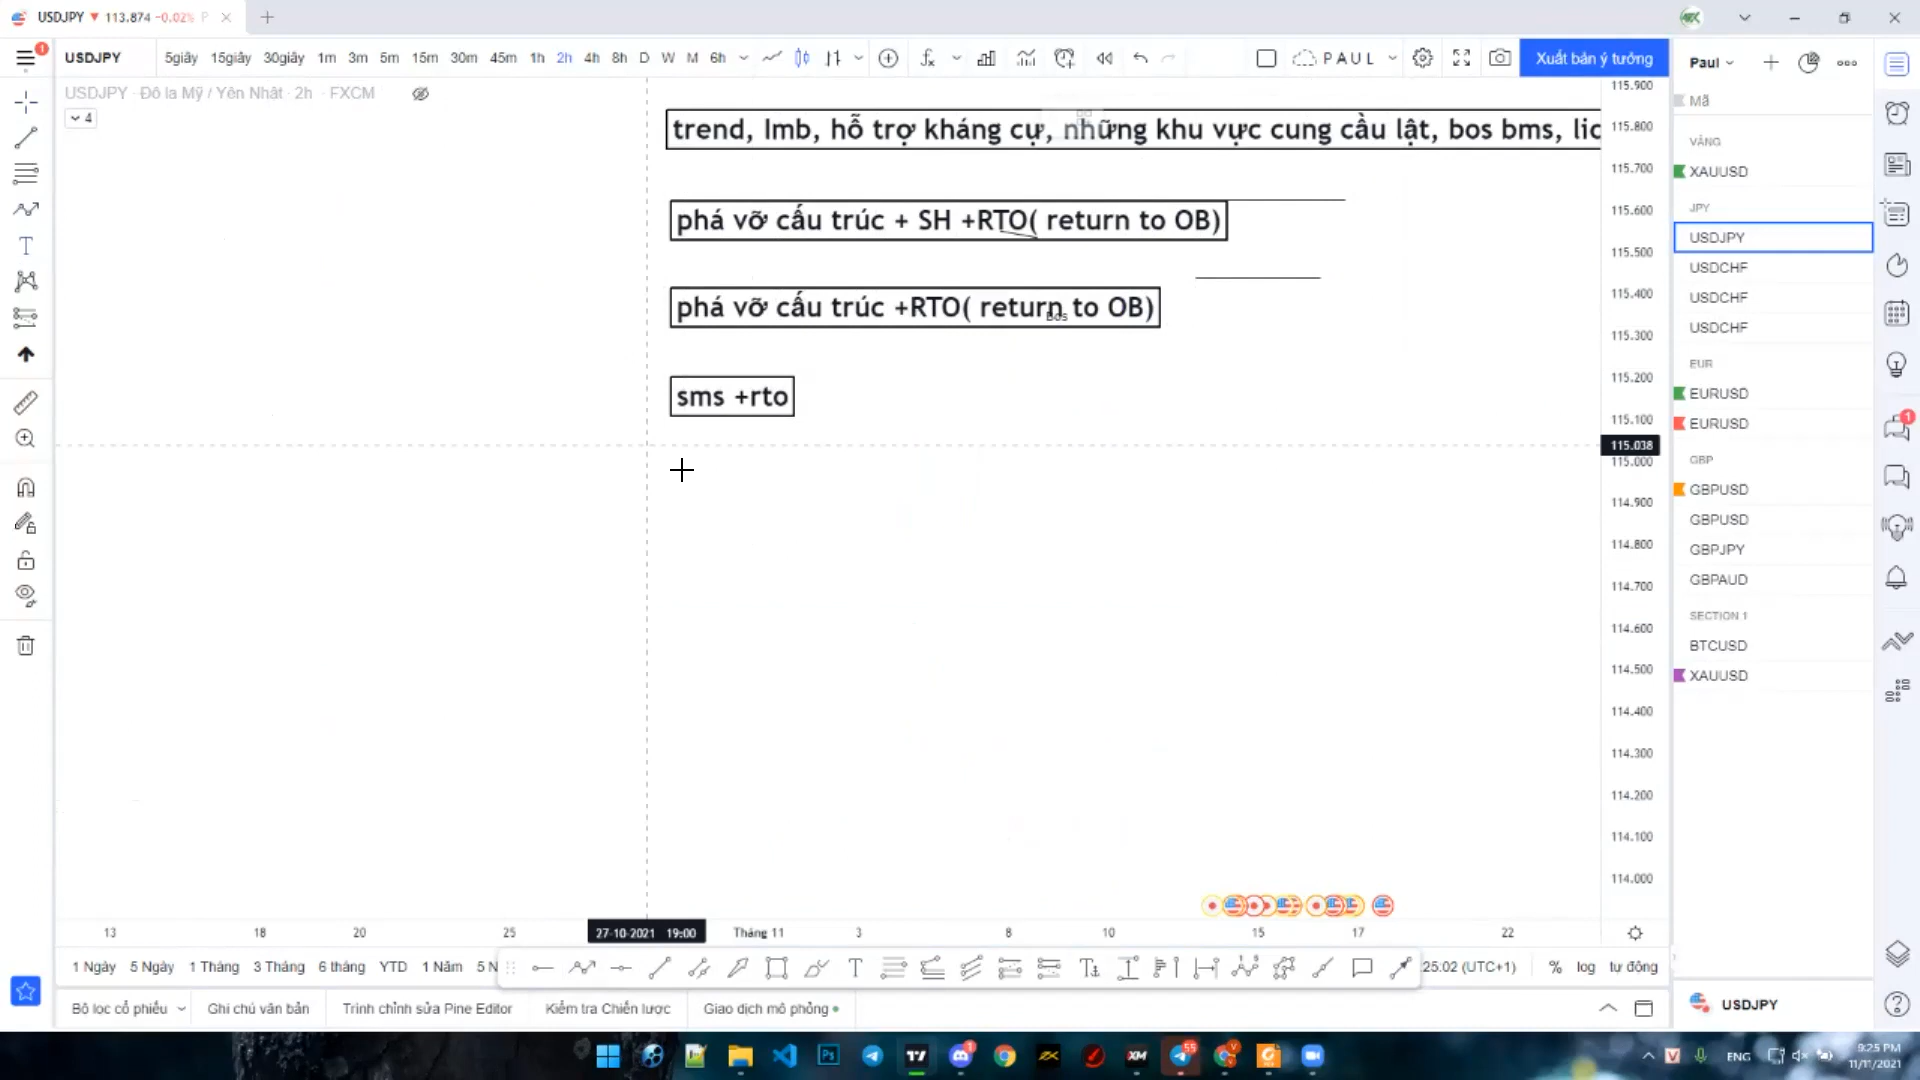 USDJPY ▼ 113.874 -0.02% P
USDJPY 5giây 15giây 30giây 1m 3m 5m 15m 30m 45m 1h 2h 4h 8h D W M 6h
PAUL
Xuất bản ý tưởng
Paul
USDJPY · Đô la Mỹ / Yên Nhật · 2h · FXCM
4
trend, Imb, hỗ trợ kháng cự, những khu vực cung cầu lật, bos bms, lic
phá vỡ cấu trúc + SH +RTO( return to OB)
phá vỡ cấu trúc +RTO( return to OB)
Bos
sms +rto
115.900
115.800
115.700
115.600
115.500
115.400
115.300
115.200
115.100
115.038
115.000
114.900
114.800
114.700
114.600
114.500
114.400
114.300
114.200
114.100
114.000
Mã
VÀNG
XAUUSD
JPY
USDJPY
USDCHF
USDCHF
USDCHF
EUR
EURUSD
EURUSD
GBP
GBPUSD
GBPUSD
GBPJPY
GBPAUD
SECTION 1
BTCUSD
XAUUSD
13 18 20 25 27-10-2021 19:00 Tháng 11 3 8 10 15 17 22
1 Ngày 5 Ngày 1 Tháng 3 Tháng 6 tháng YTD 1 Năm 5 N
25:02 (UTC+1) % log tự động
Bộ lọc cổ phiếu Ghi chú văn bản Trình chỉnh sửa Pine Editor Kiểm tra Chiến lược Giao dịch mô phỏng
USDJPY
ENG
9:25 PM
11/11/2021